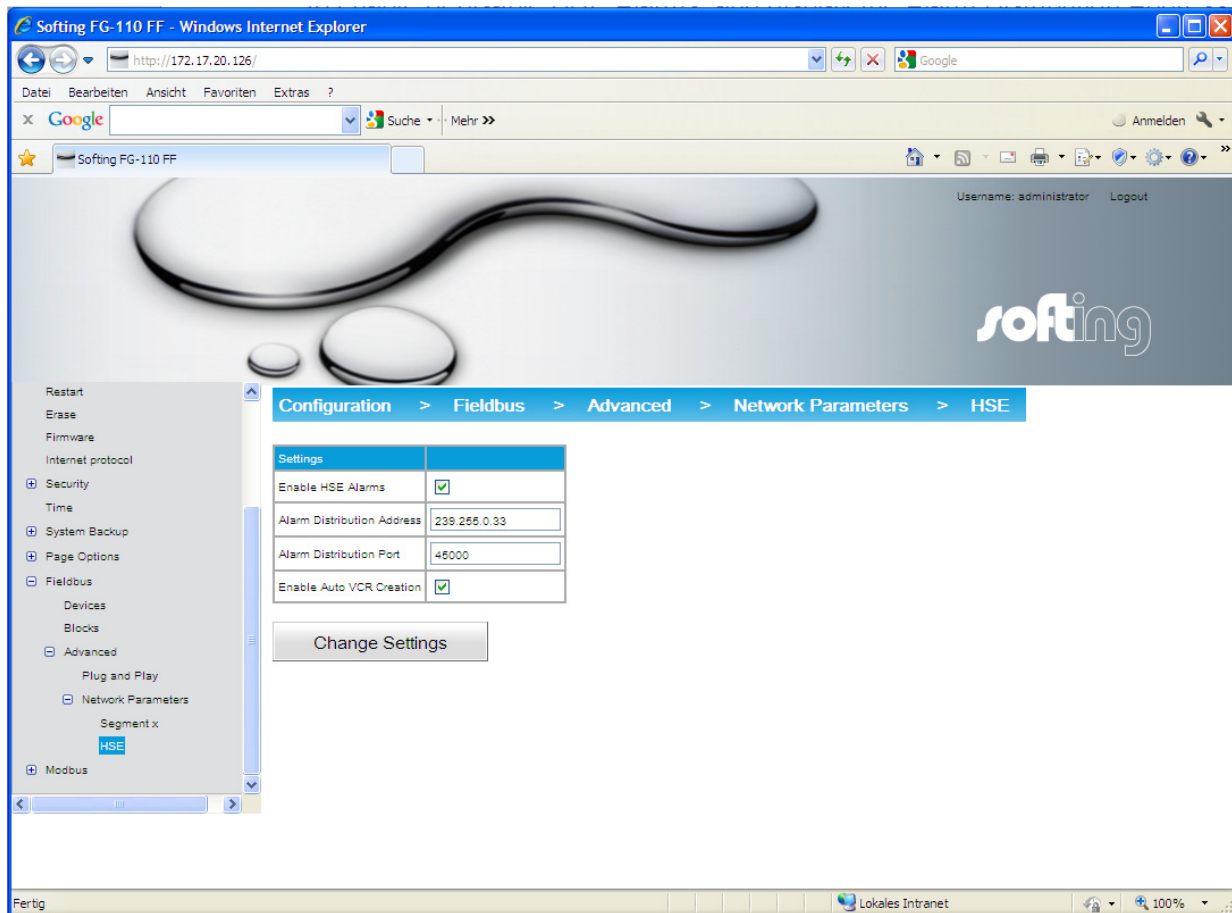 Softing FG-110 FF - Windows Internet Explorer
http://172.17.20.126/
Google
Datei Bearbeiten Ansicht Favoriten Extras ?
x Google Suche Mehr >> Anmelden
Softing FG-110 FF
Username: administrator Logout
softing
Restart
Erase
Firmware
Internet protocol
Security
Time
System Backup
Page Options
Fieldbus
Devices
Blocks
Advanced
Plug and Play
Network Parameters
Segment x
HSE
Modbus
Configuration > Fieldbus > Advanced > Network Parameters > HSE
Settings
Enable HSE Alarms
Alarm Distribution Address 239.255.0.33
Alarm Distribution Port 45000
Enable Auto VCR Creation
Change Settings
Fertig Lokales Intranet 100%